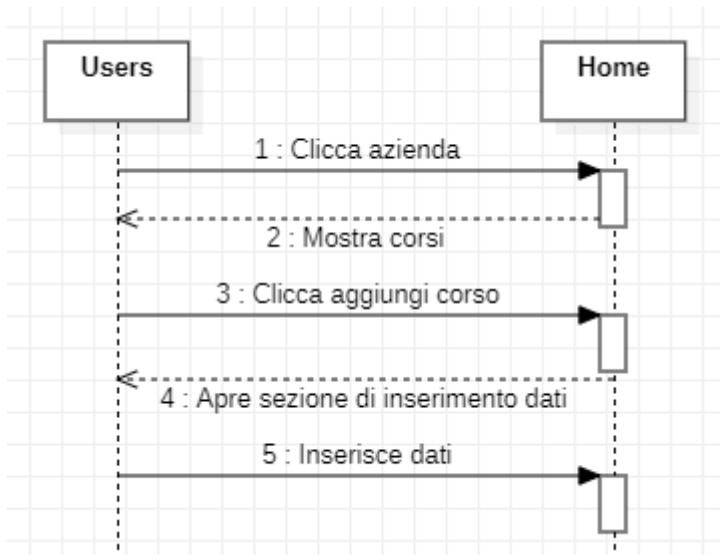 Users
Home
1 : Clicca azienda
2 : Mostra corsi
3 : Clicca aggiungi corso
4 : Apre sezione di inserimento dati
5 : Inserisce dati